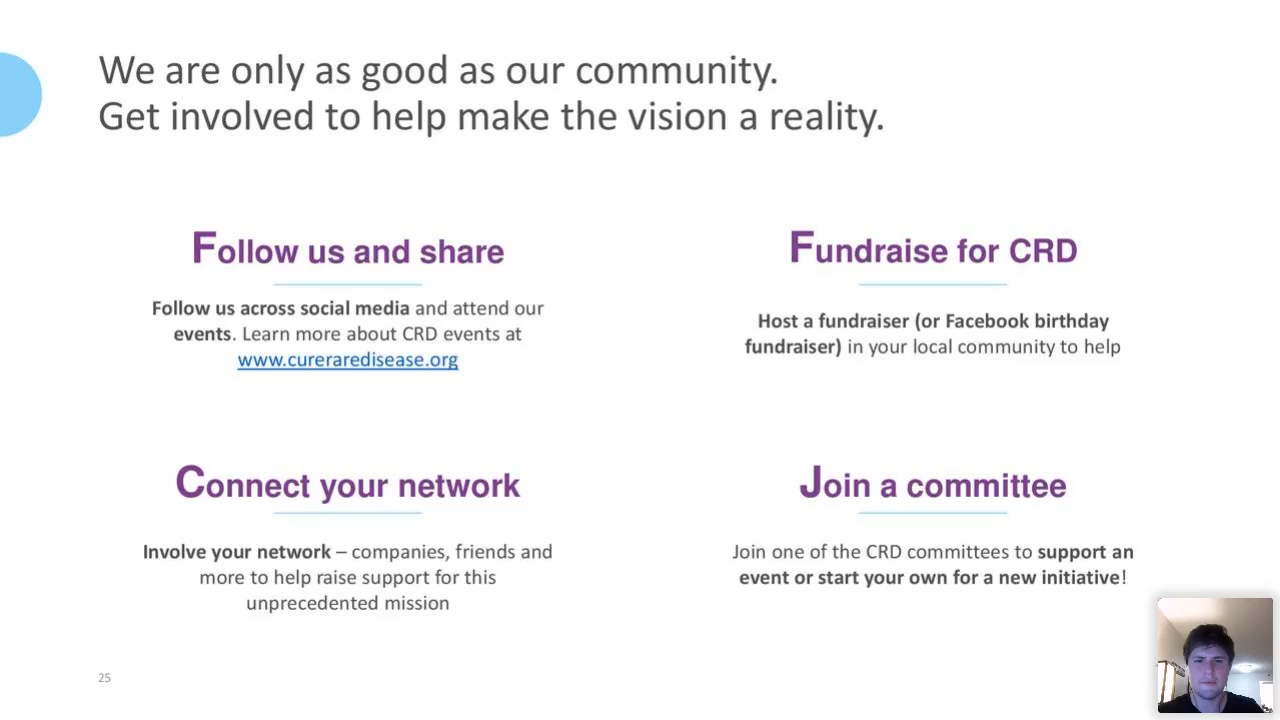 We are only as good as our community.
Get involved to help make the vision a reality.
Follow us and share
Follow us across social media and attend our
events. Learn more about CRD events at
www.cureraredisease.org
Fundraise for CRD
Host a fundraiser (or Facebook birthday
fundraiser) in your local community to help
Connect your network
Involve your network – companies, friends and
more to help raise support for this
unprecedented mission
Join a committee
Join one of the CRD committees to support an
event or start your own for a new initiative!
25